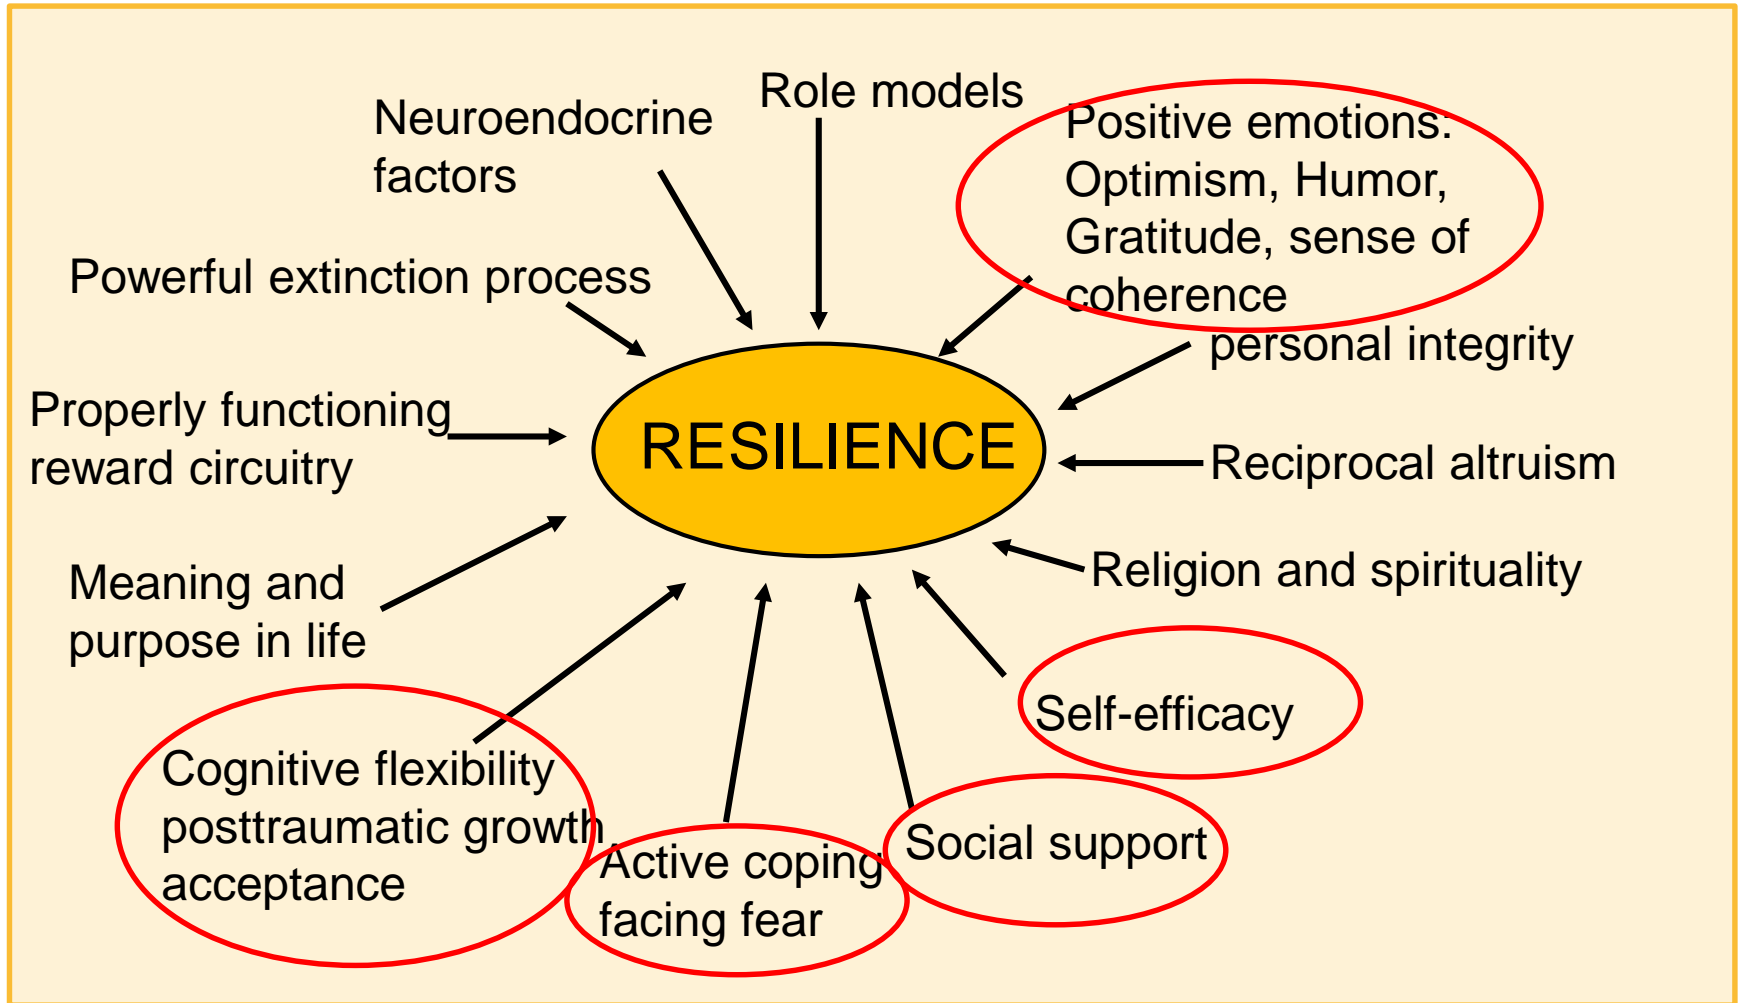 Role models
Neuroendocrine
factors
Positive emotions:
Optimism, Humor,
Gratitude, sense of
coherence
Powerful extinction process
personal integrity
Properly functioning
reward circuitry
RESILIENCE
Reciprocal altruism
Meaning and
purpose in life
Religion and spirituality
Self-efficacy
Cognitive flexibility
posttraumatic growth
acceptance
Active coping
facing fear
Social support